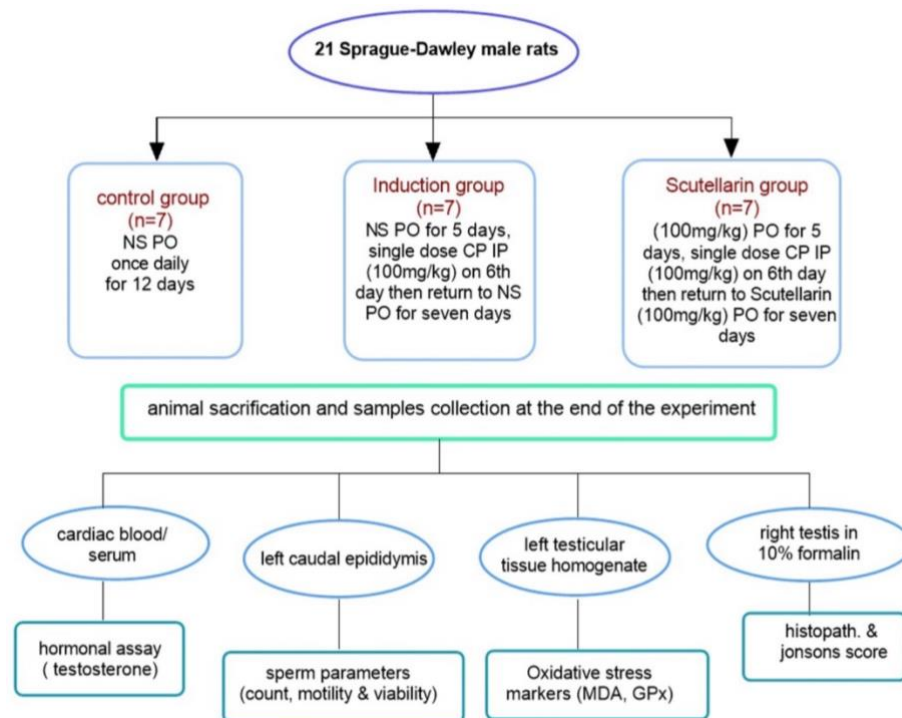 21 Sprague-Dawley male rats
control group
(n=7)
NS PO
once daily
for 12 days
Induction group
(n=7)
NS PO for 5 days,
single dose CP IP
(100mg/kg) on 6th
day then return to NS
PO for seven days
Scutellarin group
(n=7)
(100mg/kg) PO for 5
days, single dose CP IP
(100mg/kg) on 6th day
then return to Scutellarin
(100mg/kg) PO for seven
days
animal sacrification and samples collection at the end of the experiment
cardiac blood/
serum
left caudal epididymis
left testicular
tissue homogenate
right testis in
10% formalin
hormonal assay
( testosterone)
sperm parameters
(count, motility & viability)
Oxidative stress
markers (MDA, GPx)
histopath. &
jonsons score